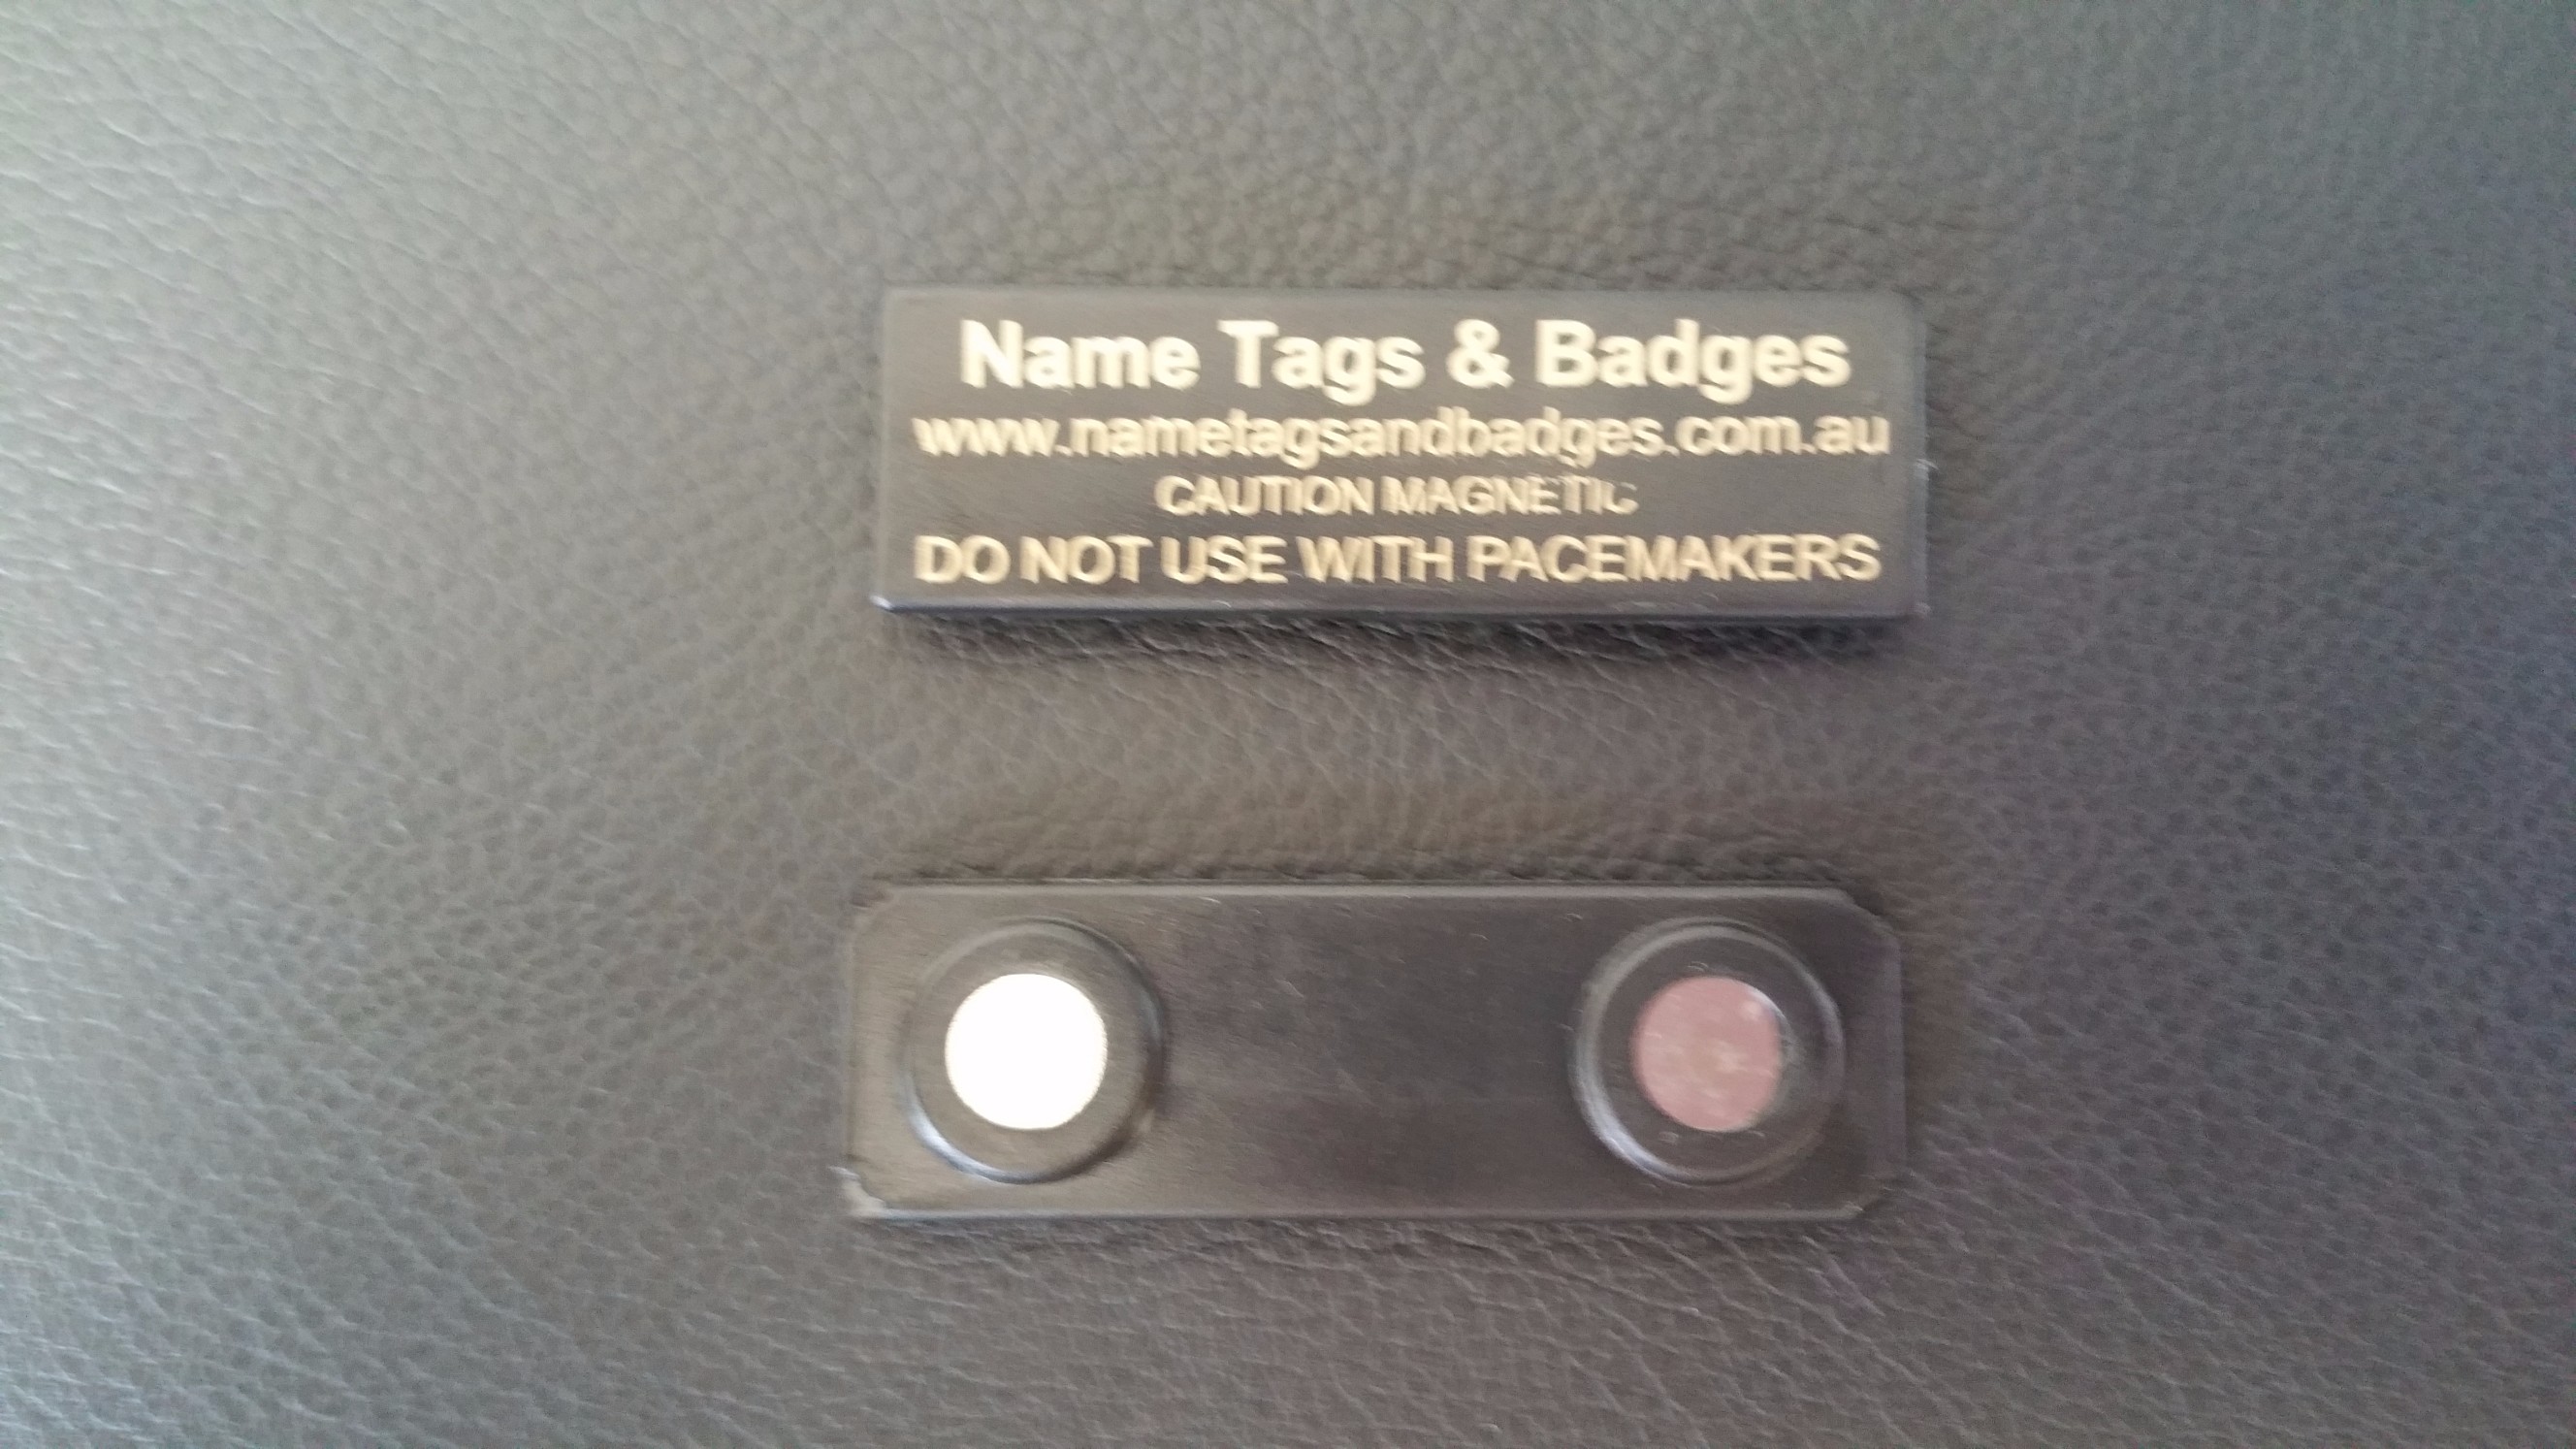 Name Tags & Badges
www.nametagsandbadges.com.au
CAUTION MAGNETIC
DO NOT USE WITH PACEMAKERS